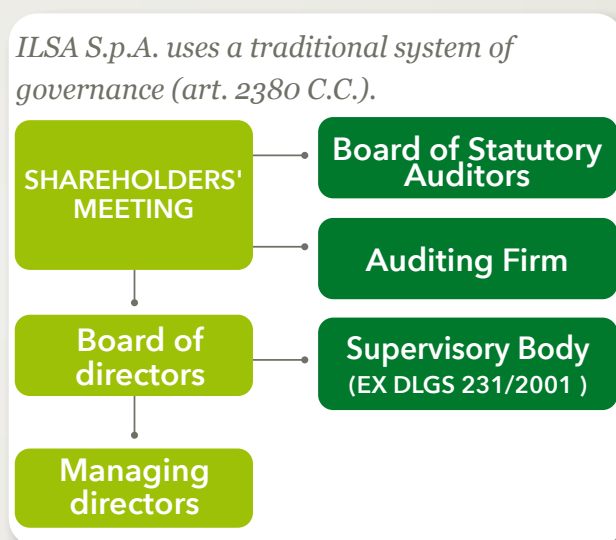 ILSA S.p.A. uses a traditional system of
governance (art. 2380 C.C.).
SHAREHOLDERS'
MEETING
Board of Statutory
Auditors
Auditing Firm
Board of
directors
Supervisory Body
(EX DLGS 231/2001 )
Managing
directors